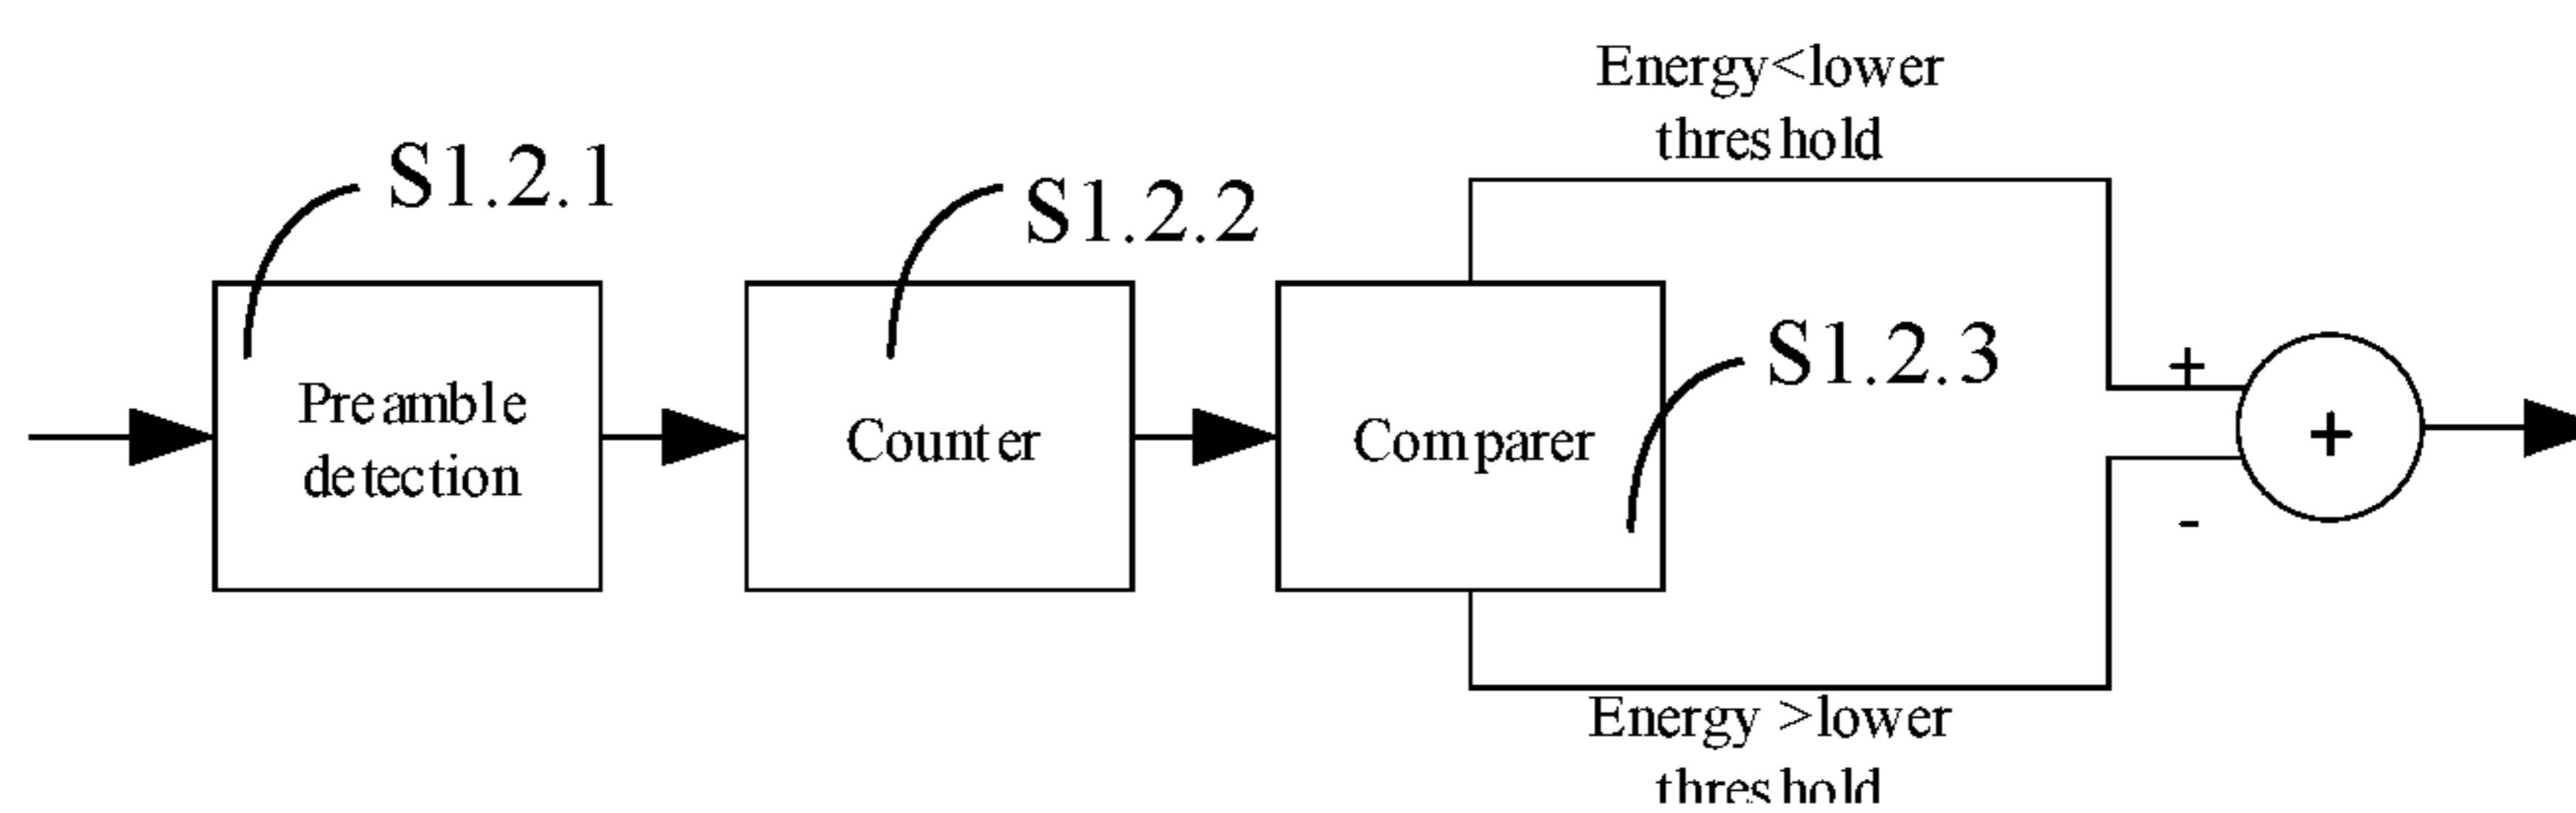 Energy<lower
threshold
S1.2.1
S1.2.2
S1.2.3
Preamble
detection
Counter
Comparer
+
+
-
Energy >lower
threshold